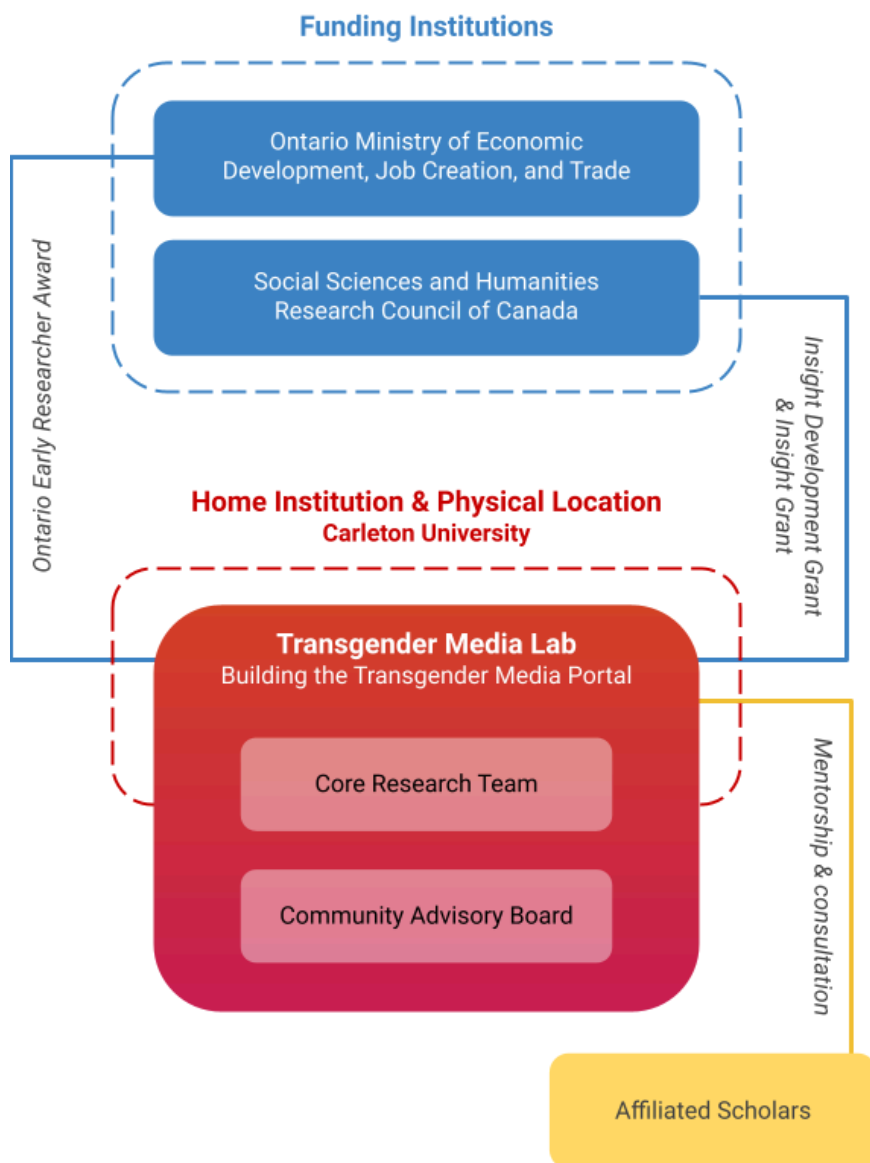 Funding Institutions
Ontario Ministry of Economic
Development, Job Creation, and Trade
Social Sciences and Humanities
Research Council of Canada
Ontario Early Researcher Award
Insight Development Grant
& Insight Grant
Home Institution & Physical Location
Carleton University
Transgender Media Lab
Building the Transgender Media Portal
Core Research Team
Community Advisory Board
Mentorship & consultation
Affiliated Scholars